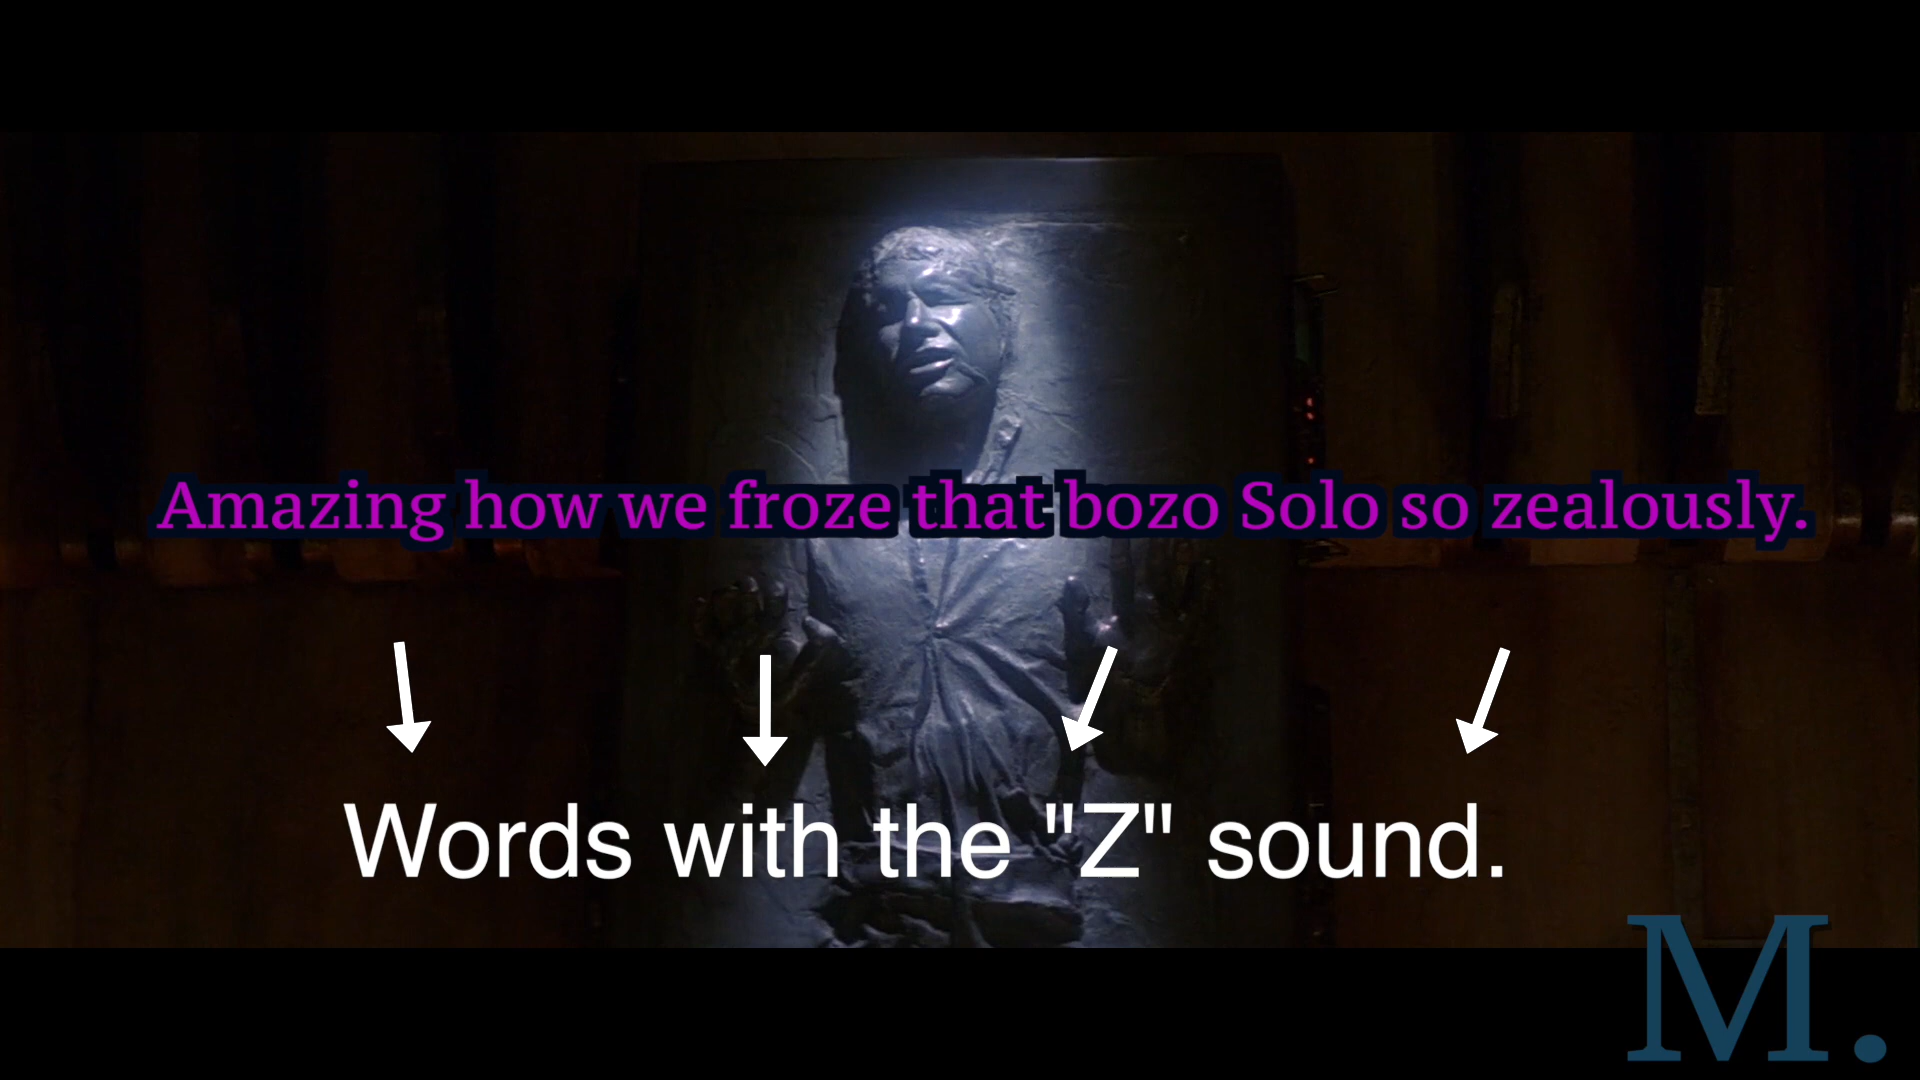 Amazing how we froze that bozo Solo so zealously.
Words with the "Z" sound.
M.